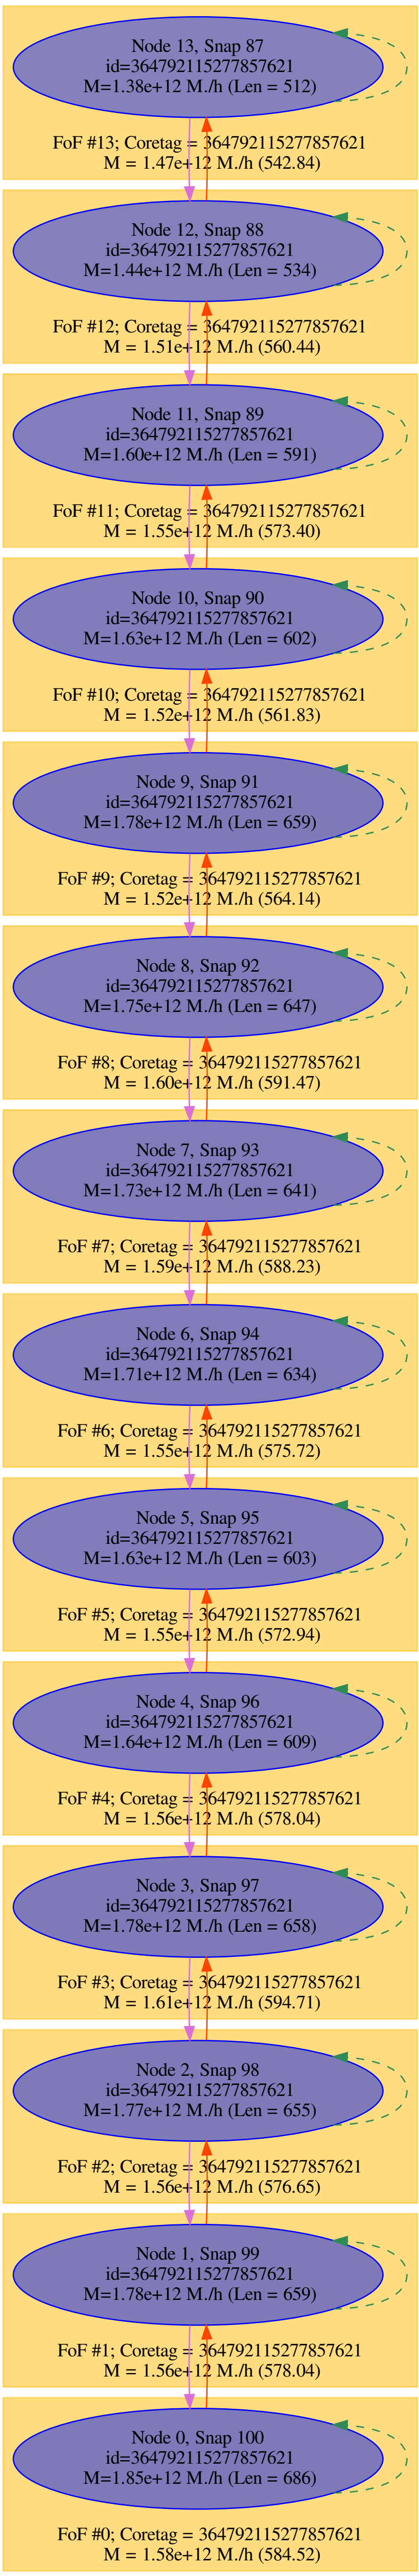 Node 13, Snap 87
id=364792115277857621
M=1.38e+12 M./h (Len = 512)
FoF #13; Coretag = 364792115277857621
M = 1.47e+12 M./h (542.84)
Node 12, Snap 88
id=364792115277857621
M=1.44e+12 M./h (Len = 534)
FoF #12; Coretag = 364792115277857621
M = 1.51e+12 M./h (560.44)
Node 11, Snap 89
id=364792115277857621
M=1.60e+12 M./h (Len = 591)
FoF #11; Coretag = 364792115277857621
M = 1.55e+12 M./h (573.40)
Node 10, Snap 90
id=364792115277857621
M=1.63e+12 M./h (Len = 602)
FoF #10; Coretag = 364792115277857621
M = 1.52e+12 M./h (561.83)
Node 9, Snap 91
id=364792115277857621
M=1.78e+12 M./h (Len = 659)
FoF #9; Coretag = 364792115277857621
M = 1.52e+12 M./h (564.14)
Node 8, Snap 92
id=364792115277857621
M=1.75e+12 M./h (Len = 647)
FoF #8; Coretag = 364792115277857621
M = 1.60e+12 M./h (591.47)
Node 7, Snap 93
id=364792115277857621
M=1.73e+12 M./h (Len = 641)
FoF #7; Coretag = 364792115277857621
M = 1.59e+12 M./h (588.23)
Node 6, Snap 94
id=364792115277857621
M=1.71e+12 M./h (Len = 634)
FoF #6; Coretag = 364792115277857621
M = 1.55e+12 M./h (575.72)
Node 5, Snap 95
id=364792115277857621
M=1.63e+12 M./h (Len = 603)
FoF #5; Coretag = 364792115277857621
M = 1.55e+12 M./h (572.94)
Node 4, Snap 96
id=364792115277857621
M=1.64e+12 M./h (Len = 609)
FoF #4; Coretag = 364792115277857621
M = 1.56e+12 M./h (578.04)
Node 3, Snap 97
id=364792115277857621
M=1.78e+12 M./h (Len = 658)
FoF #3; Coretag = 364792115277857621
M = 1.61e+12 M./h (594.71)
Node 2, Snap 98
id=364792115277857621
M=1.77e+12 M./h (Len = 655)
FoF #2; Coretag = 364792115277857621
M = 1.56e+12 M./h (576.65)
Node 1, Snap 99
id=364792115277857621
M=1.78e+12 M./h (Len = 659)
FoF #1; Coretag = 364792115277857621
M = 1.56e+12 M./h (578.04)
Node 0, Snap 100
id=364792115277857621
M=1.85e+12 M./h (Len = 686)
FoF #0; Coretag = 364792115277857621
M = 1.58e+12 M./h (584.52)